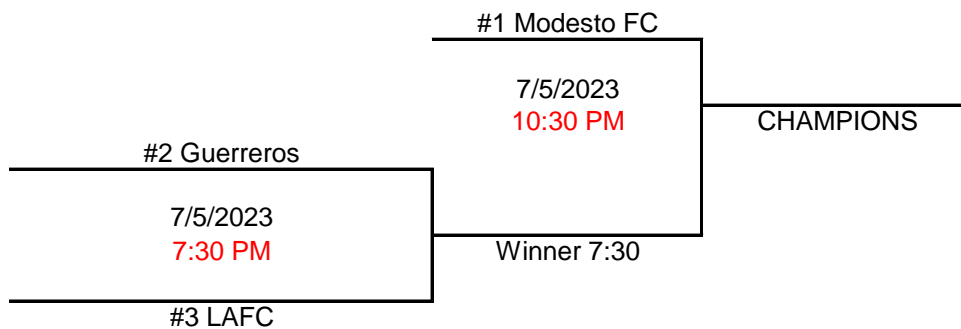 #1 Modesto FC
7/5/2023
10:30 PM
CHAMPIONS
#2 Guerreros
7/5/2023
7:30 PM
Winner 7:30
#3 LAFC